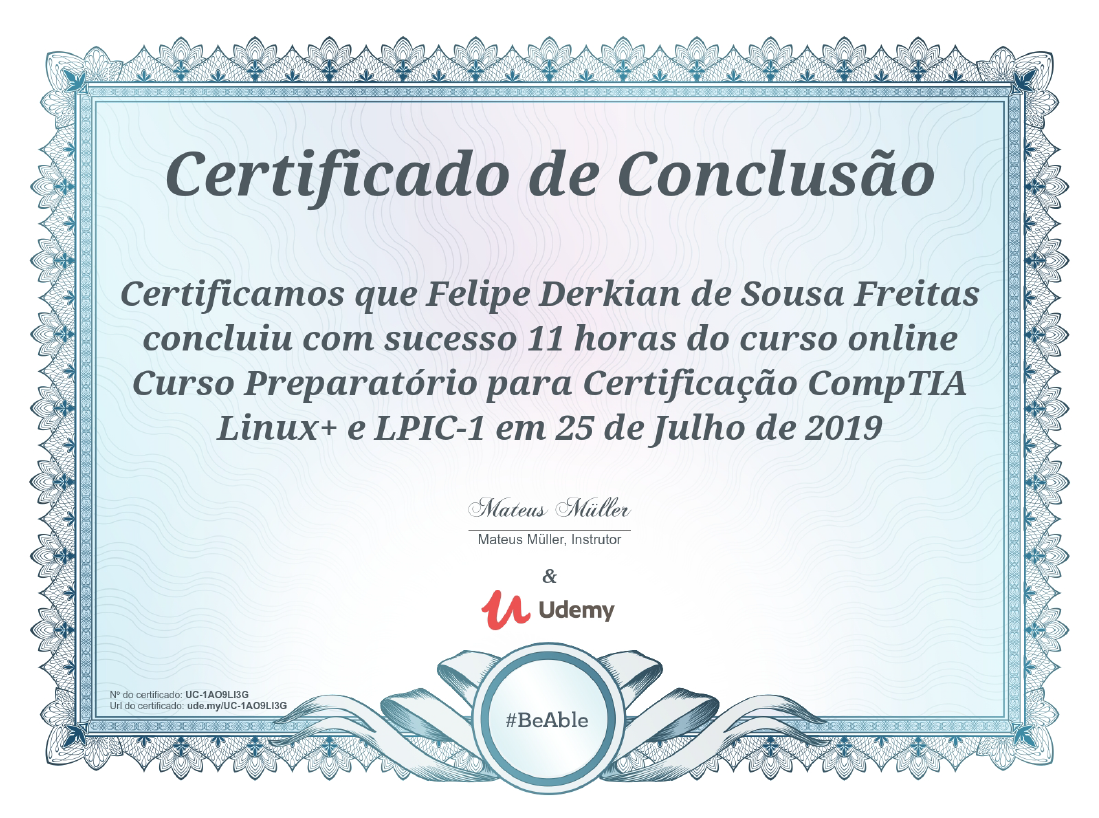 Certificado de Conclusão
Certificamos que Felipe Derkian de Sousa Freitas
concluiu com sucesso 11 horas do curso online
Curso Preparatório para Certificação CompTIA
Linux+ e LPIC-1 em 25 de Julho de 2019
Mateus Müller
Mateus Müller, Instrutor
&
Udemy
Nº do certificado: UC-1AO9LI3G
Url do certificado: ude.my/UC-1AO9LI3G
#BeAble